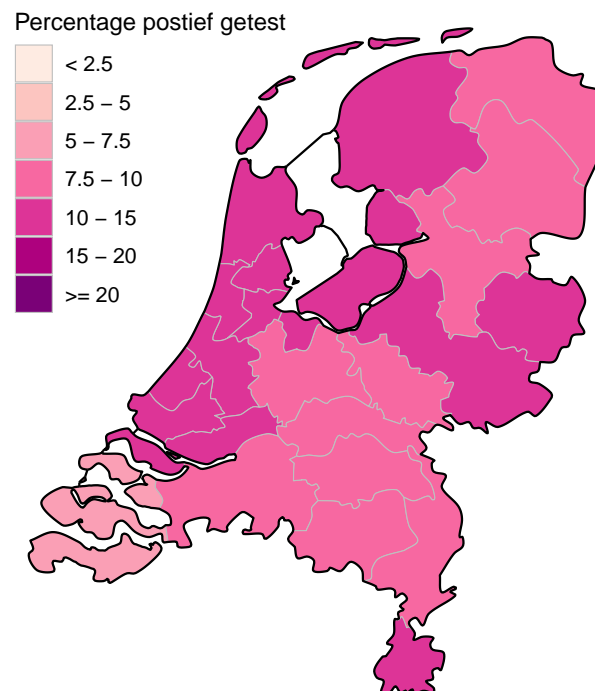 Percentage postief getest
< 2.5
2.5 – 5
5 – 7.5
7.5 – 10
10 – 15
15 – 20
>= 20